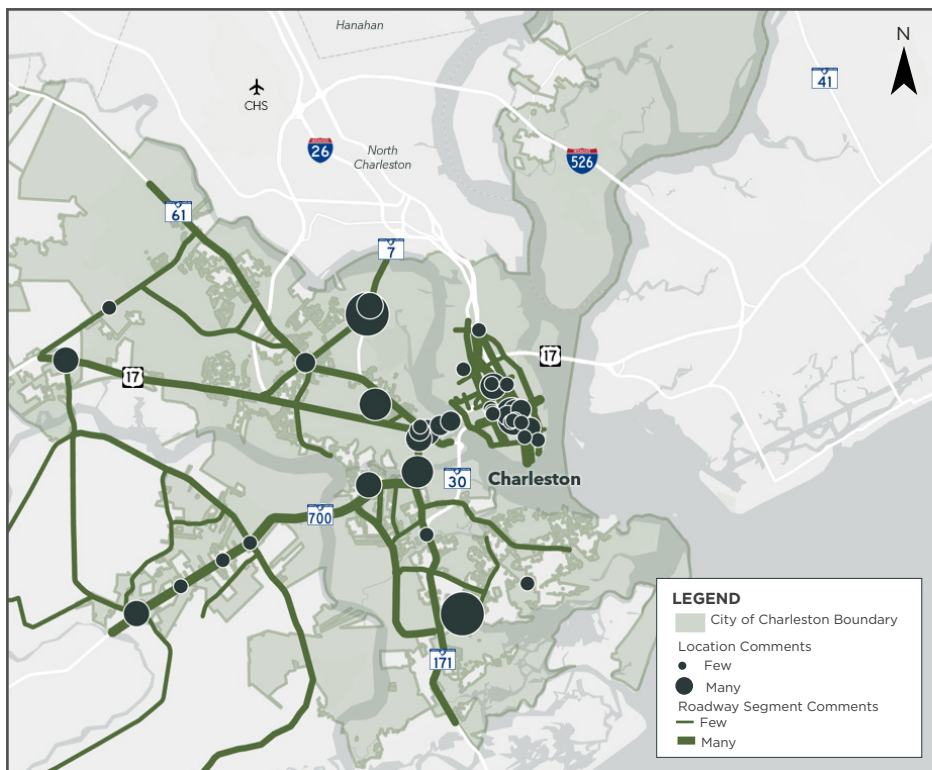 Hanahan
N
41
CHS
26
North
Charleston
INTERSTATE
526
61
7
17
17
Charleston
30
700
171
LEGEND
City of Charleston Boundary
Location Comments
Few
Many
Roadway Segment Comments
Few
Many